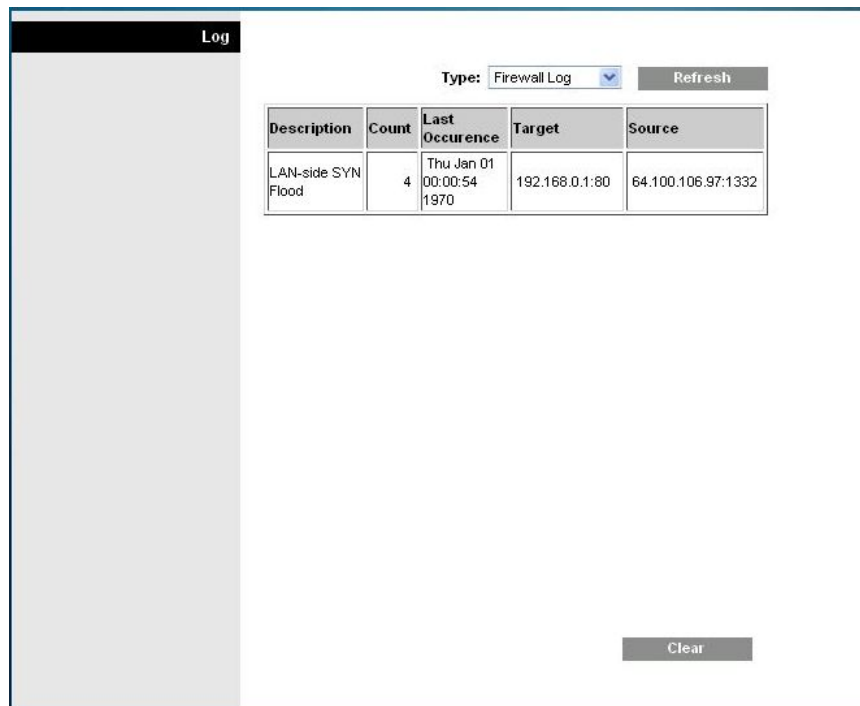 Log
Type: Firewall Log Refresh
Description Count Last Occurence Target Source
LAN-side SYN Flood 4 Thu Jan 01 00:00:54 1970 192.168.0.1:80 64.100.106.97:1332
Clear